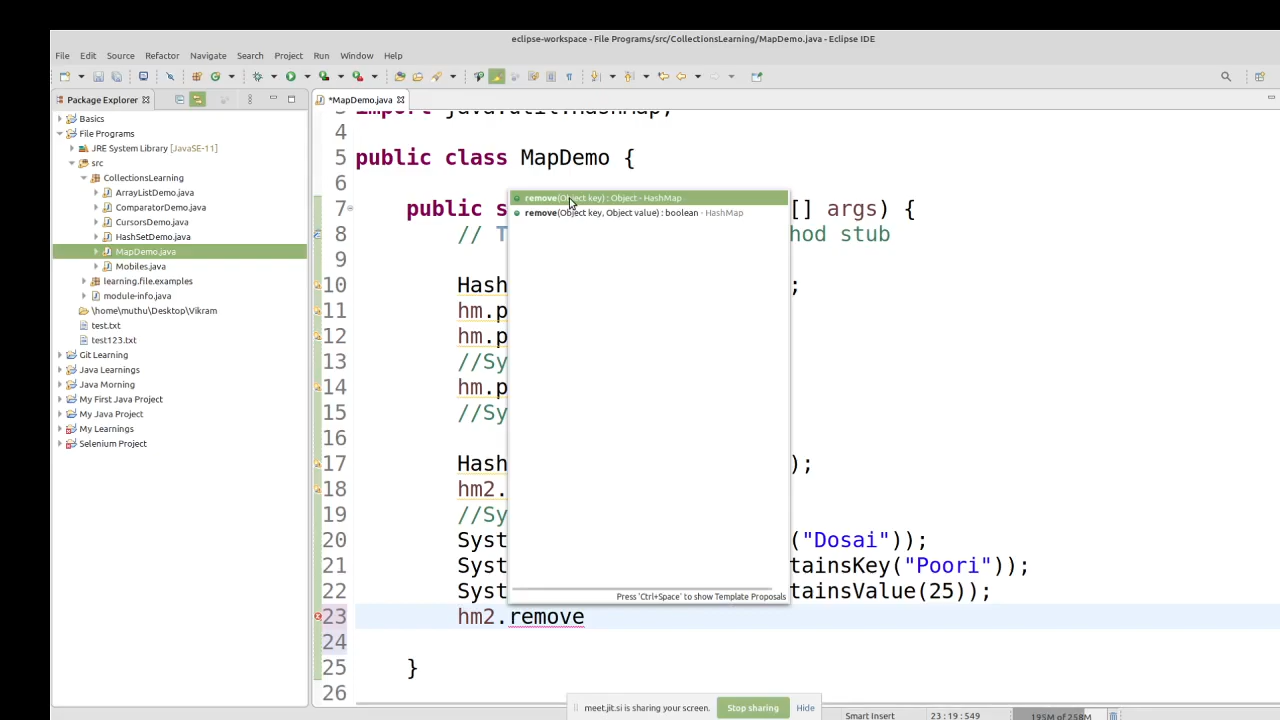 eclipse-workspace - File Programs/src/CollectionsLearning/MapDemo.java - Eclipse IDE
File Edit Source Refactor Navigate Search Project Run Window Help
Package Explorer
*MapDemo.java
Basics
File Programs
JRE System Library [JavaSE-11]
src
CollectionsLearning
ArrayListDemo.java
ComparatorDemo.java
CursorsDemo.java
HashSetDemo.java
MapDemo.java
Mobiles.java
learning.file.examples
module-info.java
\home\muthu\Desktop\Vikram
test.txt
test123.txt
Git Learning
Java Learnings
Java Morning
My First Java Project
My Java Project
My Learnings
Selenium Project
3 import java.util.HashMap;
4
5 public class MapDemo {
6
7 public s [] args) {
8 // T hod stub
9
10 Hash ;
11 hm.p
12 hm.p
13 //Sy
14 hm.p
15 //Sy
16
17 Hash );
18 hm2.
19 //Sy
20 Syst ("Dosai"));
21 Syst tainsKey("Poori"));
22 Syst tainsValue(25));
23 hm2.remove
24
25 }
26
remove(Object key) : Object - HashMap
remove(Object key, Object value) : boolean - HashMap
Press 'Ctrl+Space' to show Template Proposals
meet.jit.si is sharing your screen. Stop sharing Hide
Smart Insert 23 : 19 : 549 195M of 258M